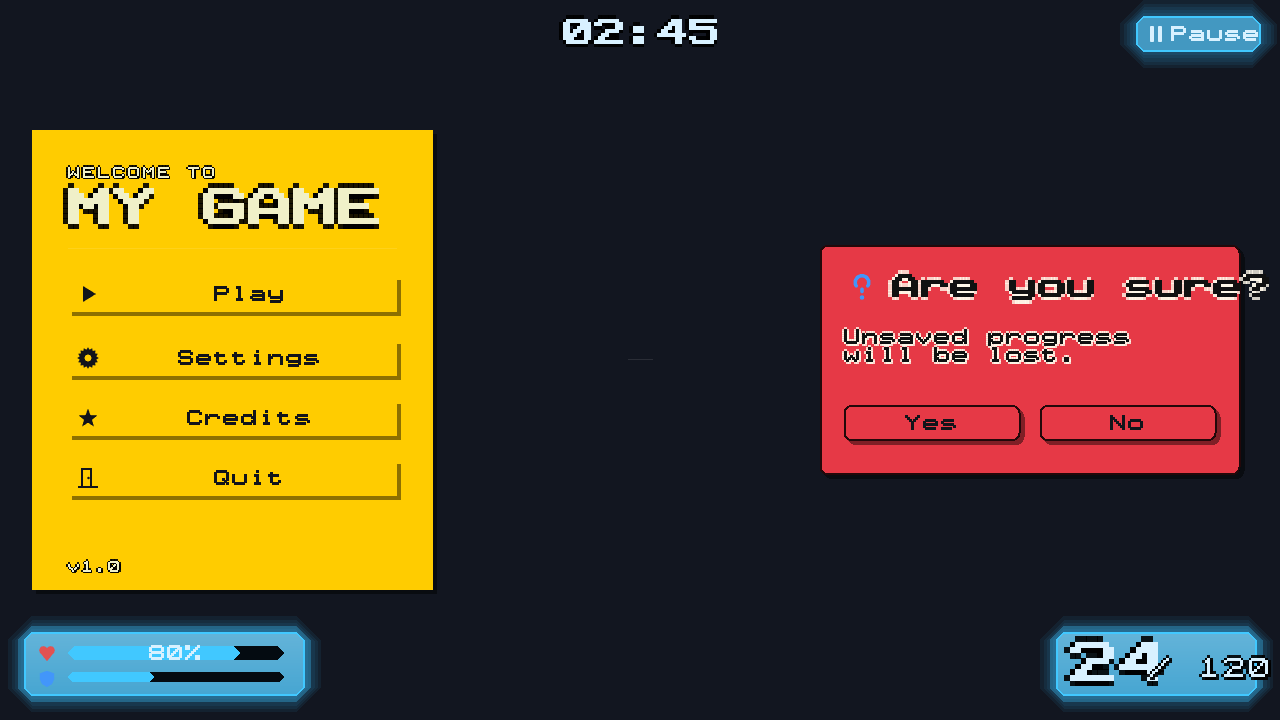 02:45
Pause
WELCOME TO
MY GAME
Play
Settings
Credits
Quit
v1.0
Are you sure?
Unsaved progress
will be lost.
Yes
No
80%
24/ 120